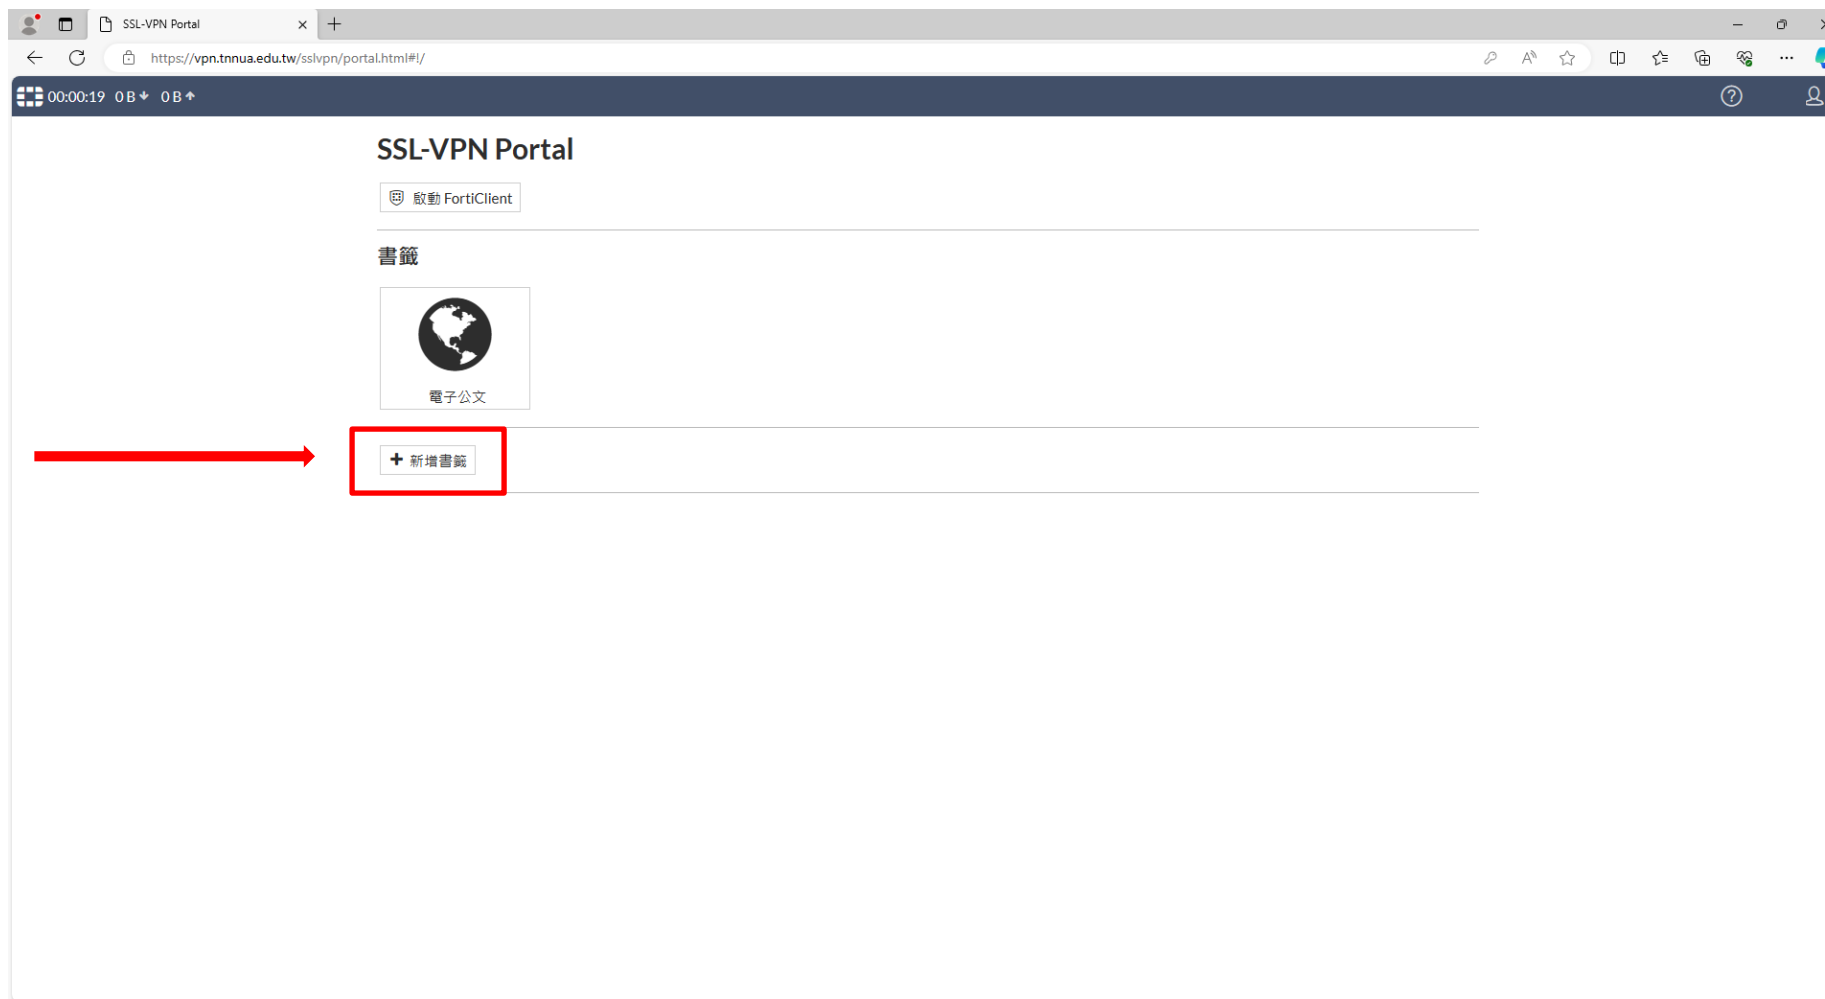 SSL-VPN Portal
https://vpn.tnnua.edu.tw/sslvpn/portal.html#!/
00:00:19 0 B 0 B
SSL-VPN Portal
啟動 FortiClient
書籤
電子公文
新增書籤